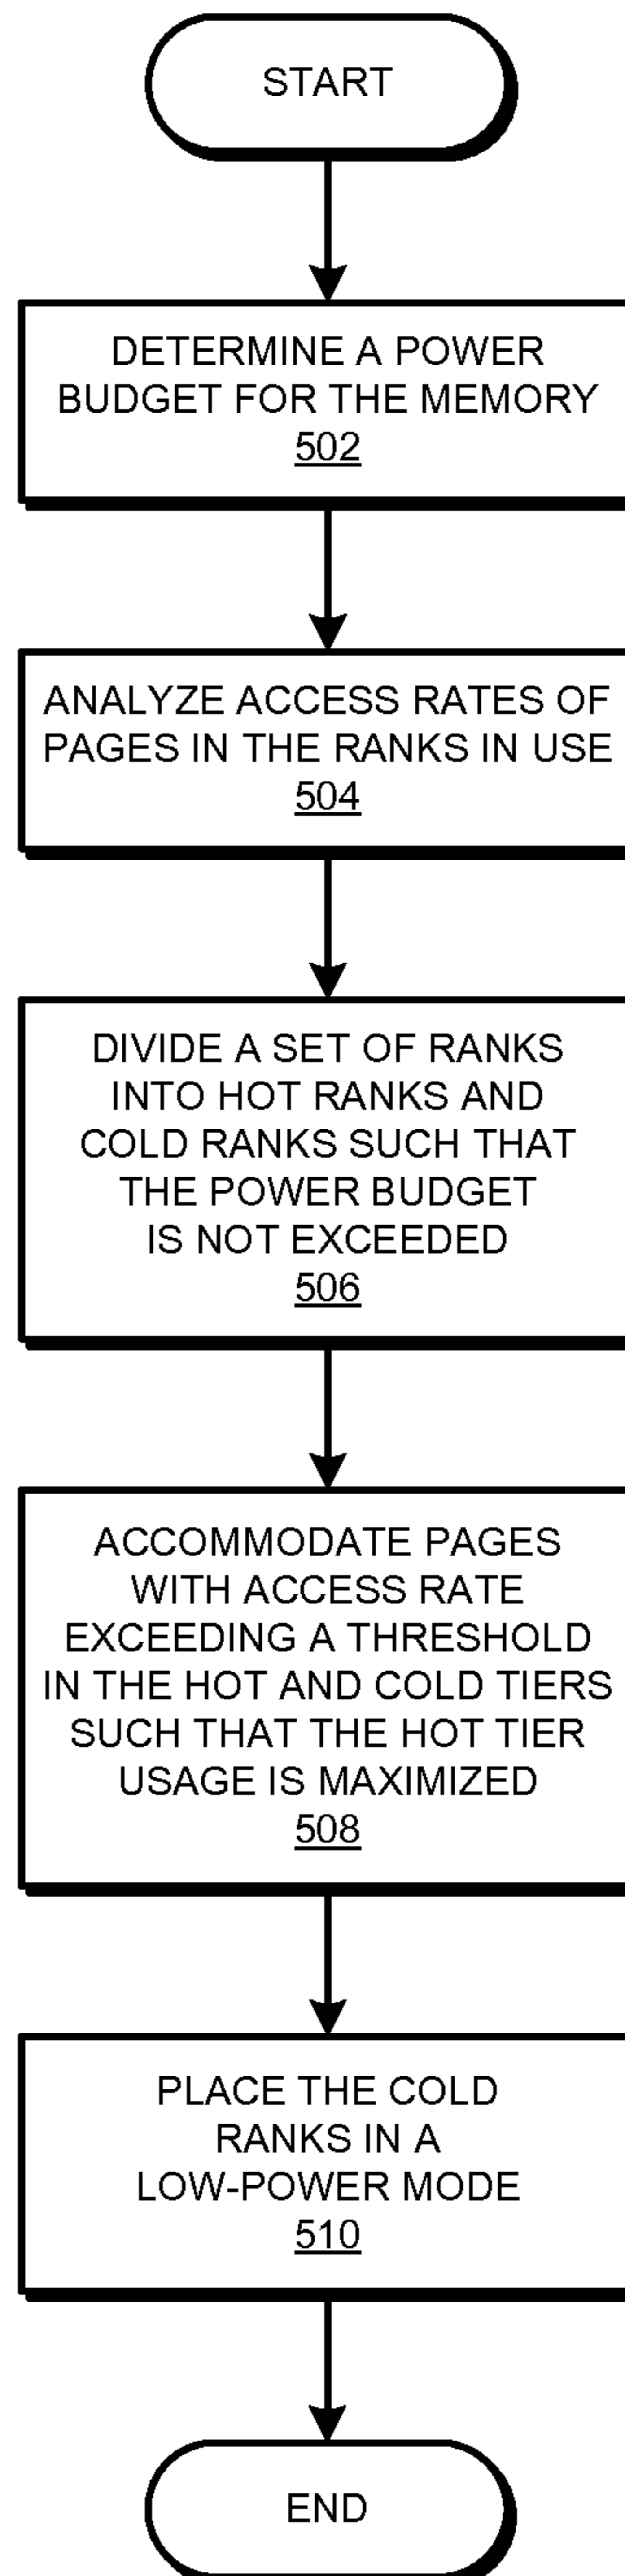 START
DETERMINE A POWER
BUDGET FOR THE MEMORY
502
ANALYZE ACCESS RATES OF
PAGES IN THE RANKS IN USE
504
DIVIDE A SET OF RANKS
INTO HOT RANKS AND
COLD RANKS SUCH THAT
THE POWER BUDGET
IS NOT EXCEEDED
506
ACCOMMODATE PAGES
WITH ACCESS RATE
EXCEEDING A THRESHOLD
IN THE HOT AND COLD TIERS
SUCH THAT THE HOT TIER
USAGE IS MAXIMIZED
508
PLACE THE COLD
RANKS IN A
LOW-POWER MODE
510
END